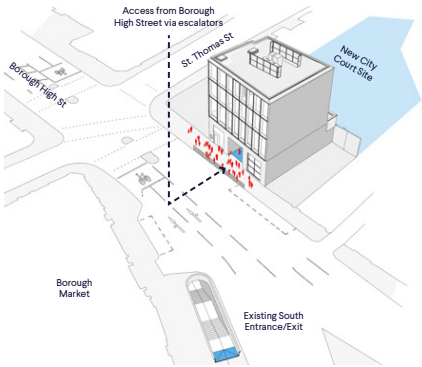 Access from Borough
High Street via escalators
St. Thomas St
New City
Court Site
Borough High St
Borough
Market
Existing South
Entrance/Exit